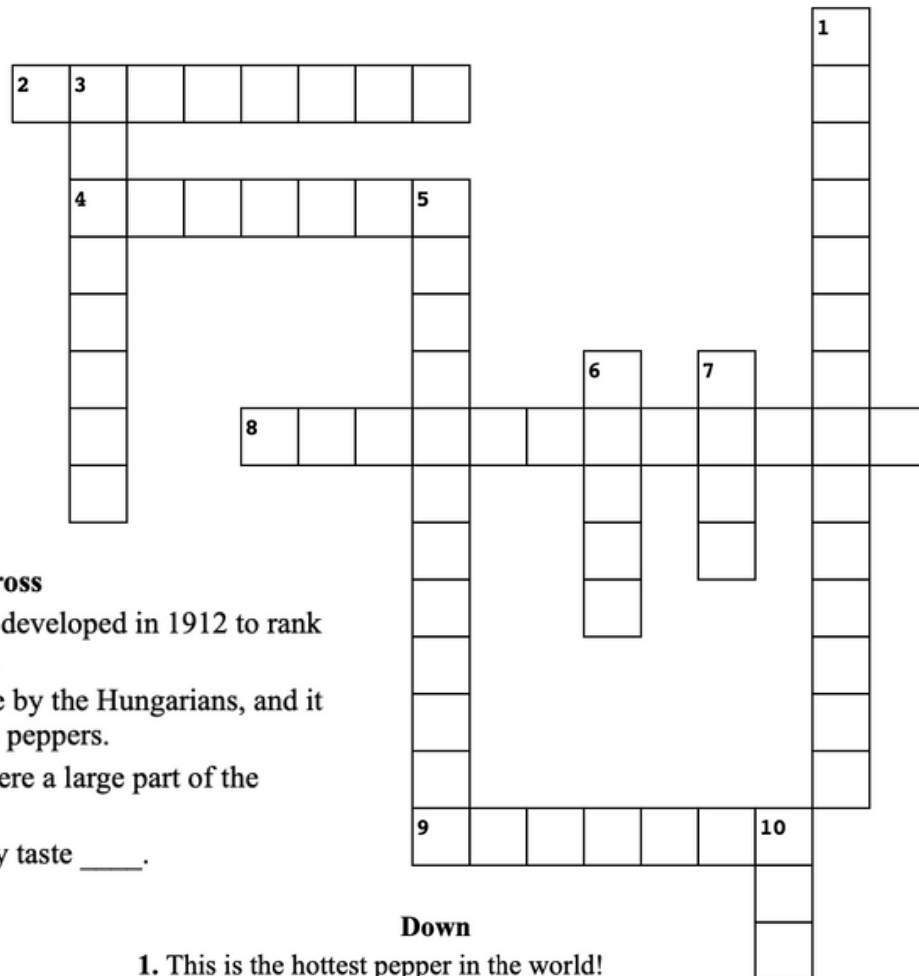 1
2 3
4 5
6 7
8
ross
developed in 1912 to rank
by the Hungarians, and it
peppers.
ere a large part of the
y taste ____.
9 10
Down
1. This is the hottest pepper in the world!